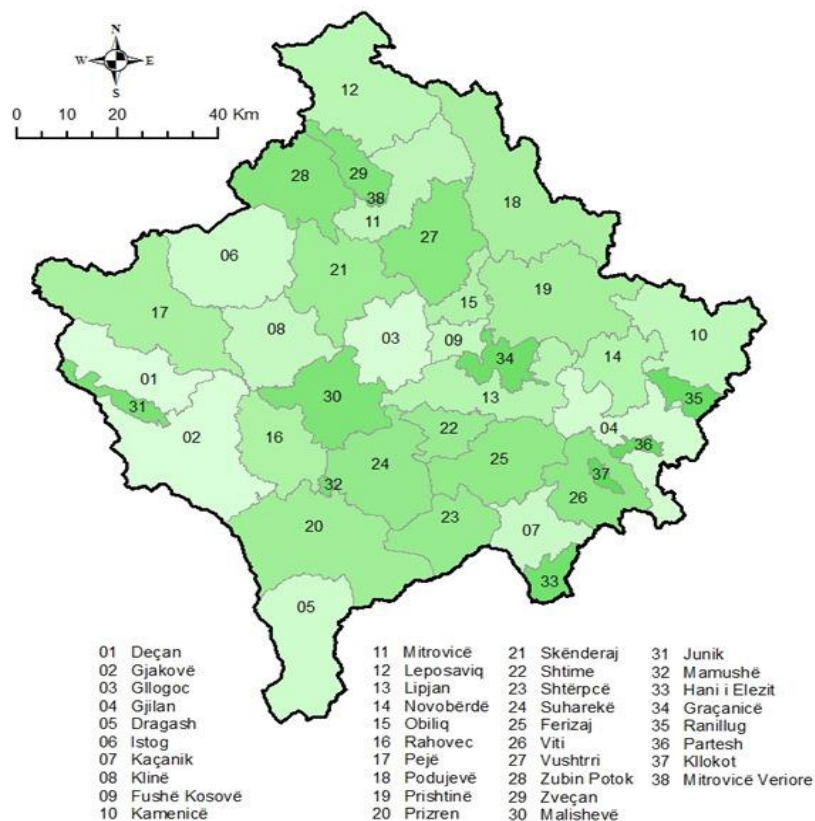 N
W E
S
0 10 20 40 Km
12
28
29
38
11
27
18
06
21
17
15
19
08
03
09
10
34
14
01
30
13
35
31
04
02
16
22
36
24
25
37
32
26
20
23
07
33
05
01 Deçan
02 Gjakovë
03 Gllogoc
04 Gjilan
05 Dragash
06 Istog
07 Kaçanik
08 Klinë
09 Fushë Kosovë
10 Kamenicë
11 Mitrovicë
12 Leposaviq
13 Lipjan
14 Novobërdë
15 Obiliq
16 Rahovec
17 Pejë
18 Podujevë
19 Prishtinë
20 Prizren
21 Skënderaj
22 Shtime
23 Shtërpcë
24 Suharekë
25 Ferizaj
26 Viti
27 Vushtrri
28 Zubin Potok
29 Zveçan
30 Malishevë
31 Junik
32 Mamushë
33 Hani i Elezit
34 Graçanicë
35 Ranillug
36 Partesh
37 Kllokot
38 Mitrovicë Veriore